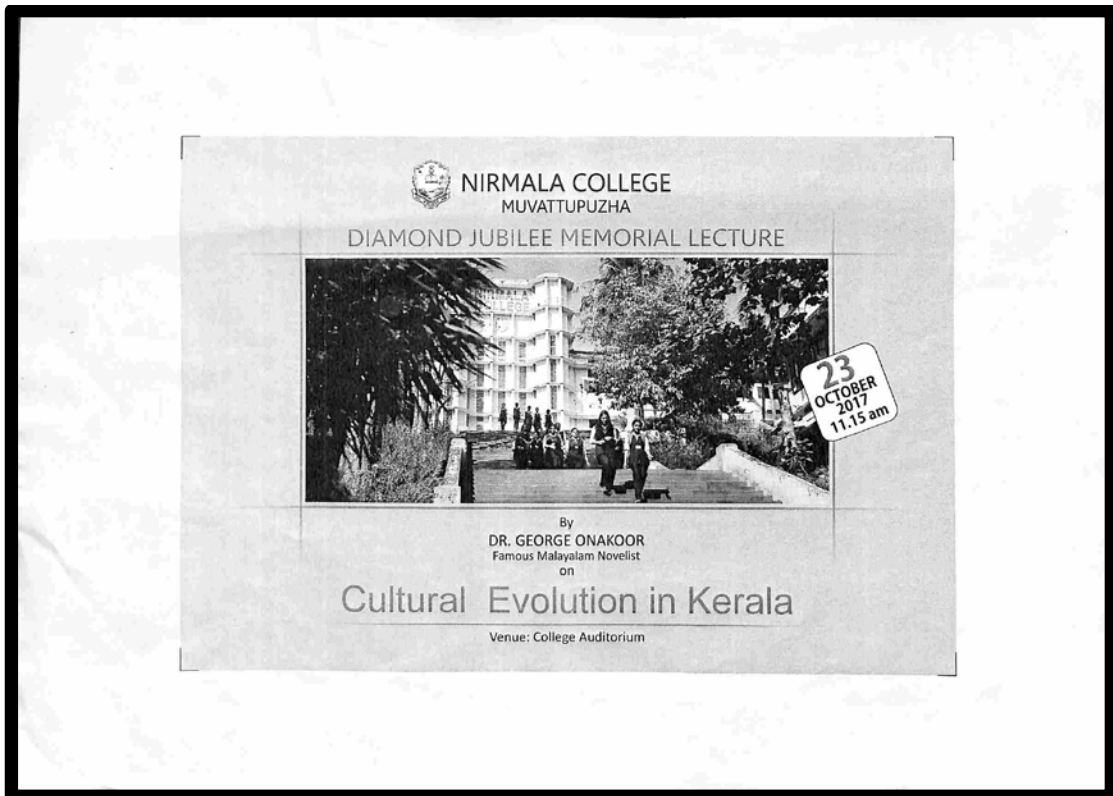 NIRMALA COLLEGE
MUVATTUPUZHA
DIAMOND JUBILEE MEMORIAL LECTURE
COLLEGE
23
OCTOBER
2017
11.15 am
By
DR. GEORGE ONAKOOR
Famous Malayalam Novelist
on
Cultural Evolution in Kerala
Venue: College Auditorium